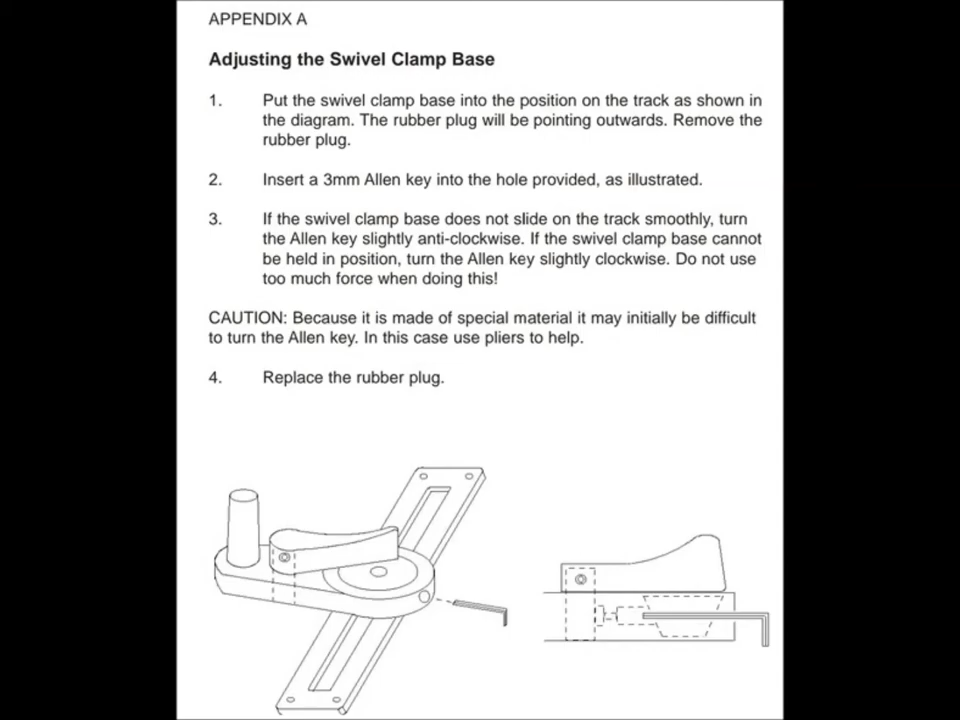 APPENDIX A
Adjusting the Swivel Clamp Base
1. Put the swivel clamp base into the position on the track as shown in
the diagram. The rubber plug will be pointing outwards. Remove the
rubber plug.
2. Insert a 3mm Allen key into the hole provided, as illustrated.
3. If the swivel clamp base does not slide on the track smoothly, turn
the Allen key slightly anti-clockwise. If the swivel clamp base cannot
be held in position, turn the Allen key slightly clockwise. Do not use
too much force when doing this!
CAUTION: Because it is made of special material it may initially be difficult
to turn the Allen key. In this case use pliers to help.
4. Replace the rubber plug.